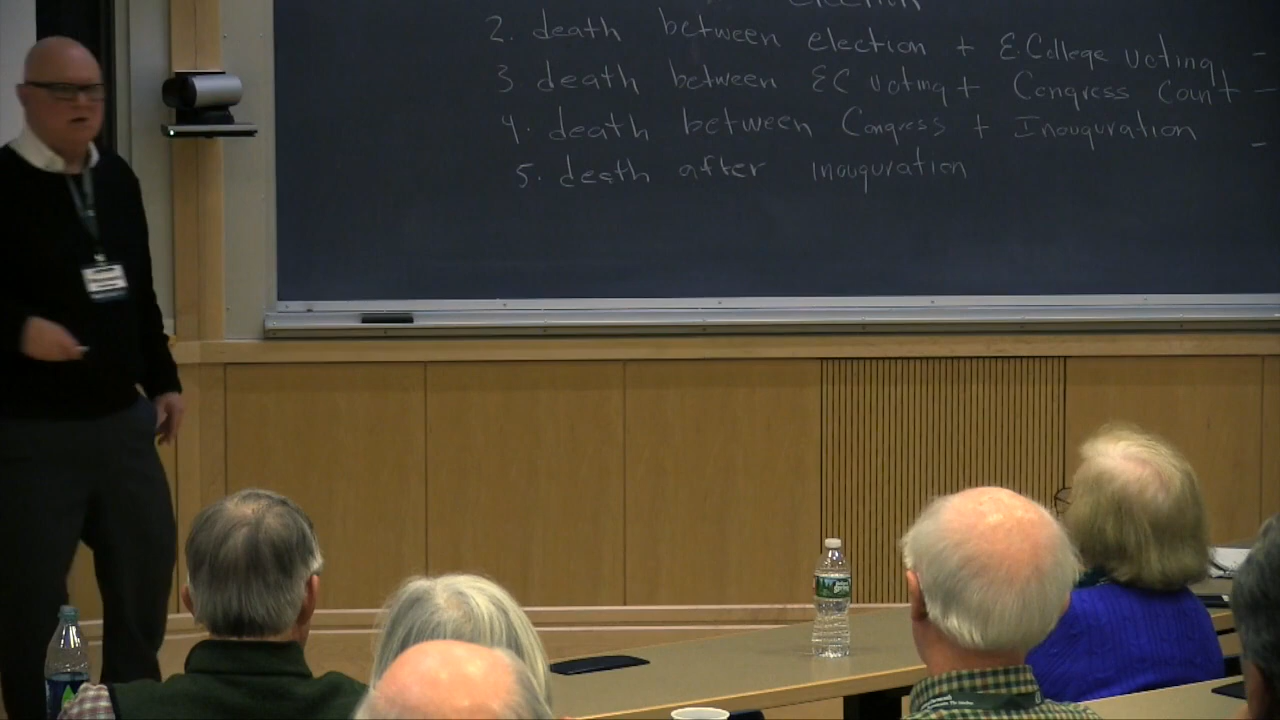 election
2. death between election + E.College voting -
3. death between EC voting + Congress Count -
4. death between Congress + Inauguration -
5. death after inauguration